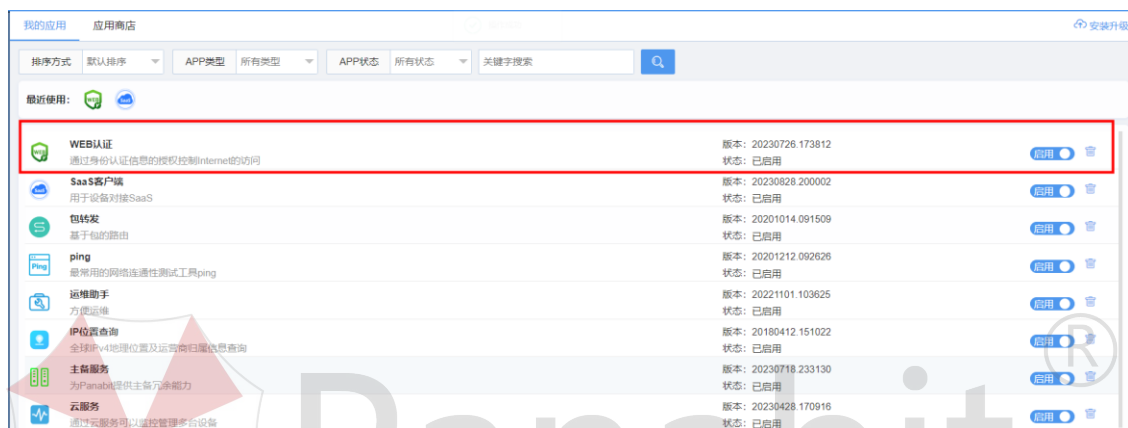 我的应用 应用商店 安装升级
排序方式 默认排序 APP类型 所有类型 APP状态 所有状态 关键字搜索
最近使用：
WEB认证 版本：20230726.173812
通过身份认证信息的授权控制Internet的访问 状态：已启用 启用
SaaS客户端 版本：20230828.200002
用于设备对接SaaS 状态：已启用 启用
包转发 版本：20201014.091509
基于包的路由 状态：已启用 启用
ping 版本：20201212.092626
最常用的网络连通性测试工具ping 状态：已启用 启用
运维助手 版本：20221101.103625
方便运维 状态：已启用 启用
IP位置查询 版本：20180412.151022
全球IPv4地理位置及运营商归属信息查询 状态：已启用 启用
主备服务 版本：20230718.233130
为Panabit提供主备冗余能力 状态：已启用 启用
云服务 版本：20230428.170916
通过云服务可以监控管理多台设备 状态：已启用 启用
Panabit ®